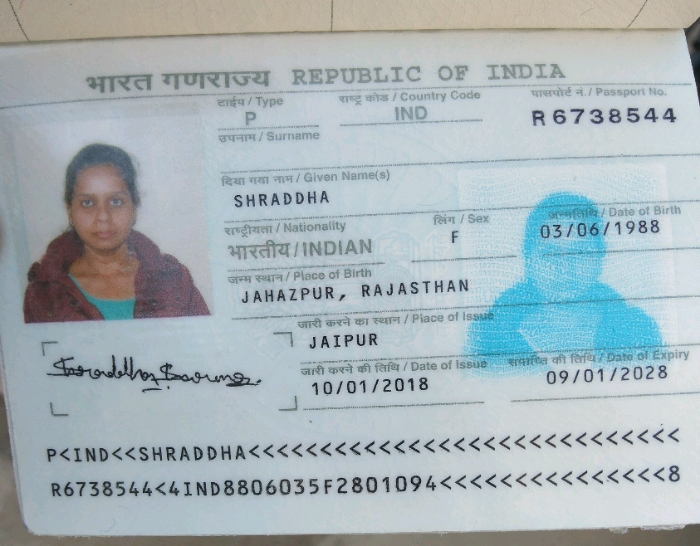 भारत गणराज्य REPUBLIC OF INDIA
टाईप / Type राष्ट्र कोड / Country Code पासपोर्ट नं. / Passport No.
P IND R6738544
उपनाम / Surname
दिया गया नाम / Given Name(s)
SHRADDHA
राष्ट्रीयता / Nationality लिंग / Sex जन्मतिथि / Date of Birth
भारतीय/INDIAN F 03/06/1988
जन्म स्थान / Place of Birth
JAHAZPUR, RAJASTHAN
जारी करने का स्थान / Place of Issue
JAIPUR
जारी करने की तिथि / Date of Issue समाप्ति की तिथि / Date of Expiry
10/01/2018 09/01/2028
P<IND<<SHRADDHA<<<<<<<<<<<<<<<<<<<<<<<<<<<<<
R6738544<4IND8806035F2801094<<<<<<<<<<<<<<<8